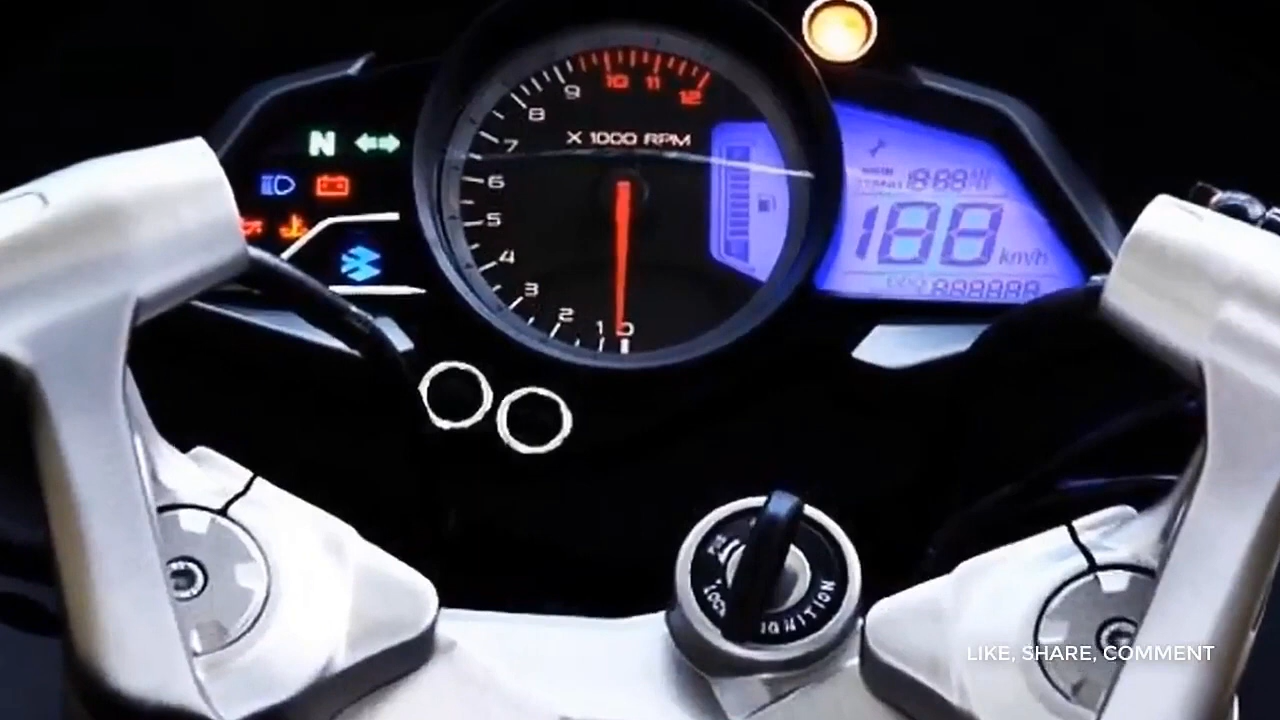 10
11
9
12
8
N
X 1000 RPM
7
6
5
188
km/h
4
3
2
1
0
LOCK
IGNITION
LIKE, SHARE, COMMENT